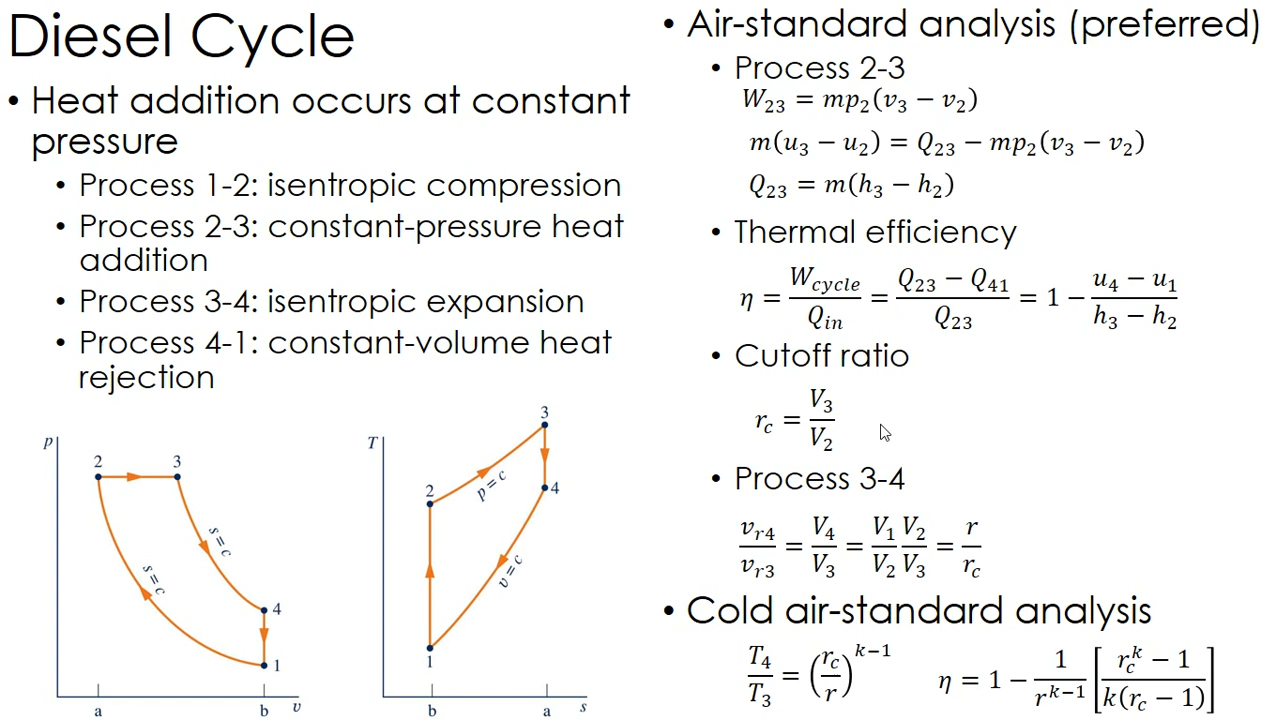 Diesel Cycle
• Heat addition occurs at constant
pressure
• Process 1-2: isentropic compression
• Process 2-3: constant-pressure heat
addition
• Process 3-4: isentropic expansion
• Process 4-1: constant-volume heat
rejection
p
2
3
s = c
s = c
4
1
a
b
v
T
3
2
p = c
4
v = c
1
b
a
s
• Air-standard analysis (preferred)
• Process 2-3
W₂₃ = mp₂(v₃ − v₂)
m(u₃ − u₂) = Q₂₃ − mp₂(v₃ − v₂)
Q₂₃ = m(h₃ − h₂)
• Thermal efficiency
η = W_cycle/Q_in = (Q₂₃ − Q₄₁)/Q₂₃ = 1 − (u₄ − u₁)/(h₃ − h₂)
• Cutoff ratio
r_c = V₃/V₂
• Process 3-4
v_r4/v_r3 = V₄/V₃ = V₁/V₂ V₂/V₃ = r/r_c
• Cold air-standard analysis
T₄/T₃ = (r_c/r)^(k−1) η = 1 − 1/r^(k−1) [(r_c^k − 1)/(k(r_c − 1))]